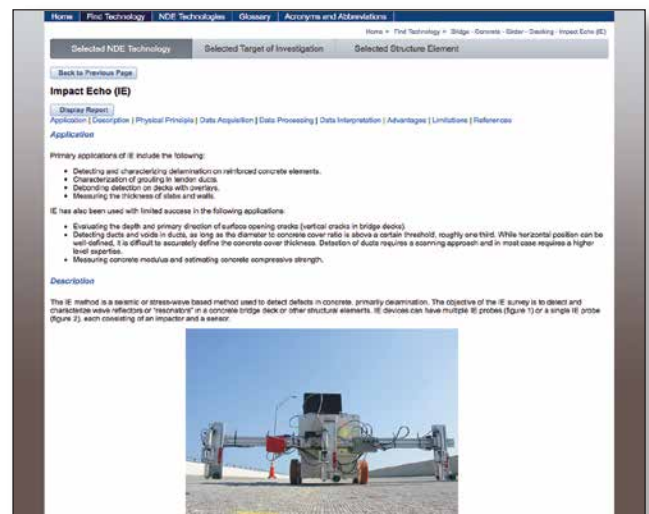 Home | Find Technology | NDE Technologies | Glossary | Acronyms and Abbreviations
Home > Find Technology > Bridge - Concrete - Girder - Cracking - Impact Echo (IE)
Selected NDE Technology Selected Target of Investigation Selected Structure Element
Back to Previous Page
Impact Echo (IE)
Display Report
Application | Description | Physical Principle | Data Acquisition | Data Processing | Data Interpretation | Advantages | Limitations | References
Application
Primary applications of IE include the following:
• Detecting and characterizing delamination on reinforced concrete elements.
• Characterization of grouting in tendon ducts.
• Debonding detection on decks with overlays.
• Measuring the thickness of slabs and walls.
IE has also been used with limited success in the following applications:
• Evaluating the depth and primary direction of surface opening cracks (vertical cracks in bridge decks).
• Detecting ducts and voids in ducts, as long as the diameter to concrete cover ratio is above a certain threshold, roughly one-third. While horizontal position can be
well-defined, it is difficult to accurately define the concrete cover thickness. Detection of ducts requires a scanning approach and in most case requires a higher
level expertise.
• Measuring concrete modulus and estimating concrete compressive strength.
Description
The IE method is a seismic or stress-wave based method used to detect defects in concrete, primarily delamination. The objective of the IE survey is to detect and
characterize wave reflectors or "resonators" in a concrete bridge deck or other structural elements. IE devices can have multiple IE probes (figure 1) or a single IE probe
(figure 2), each consisting of an impactor and a sensor.